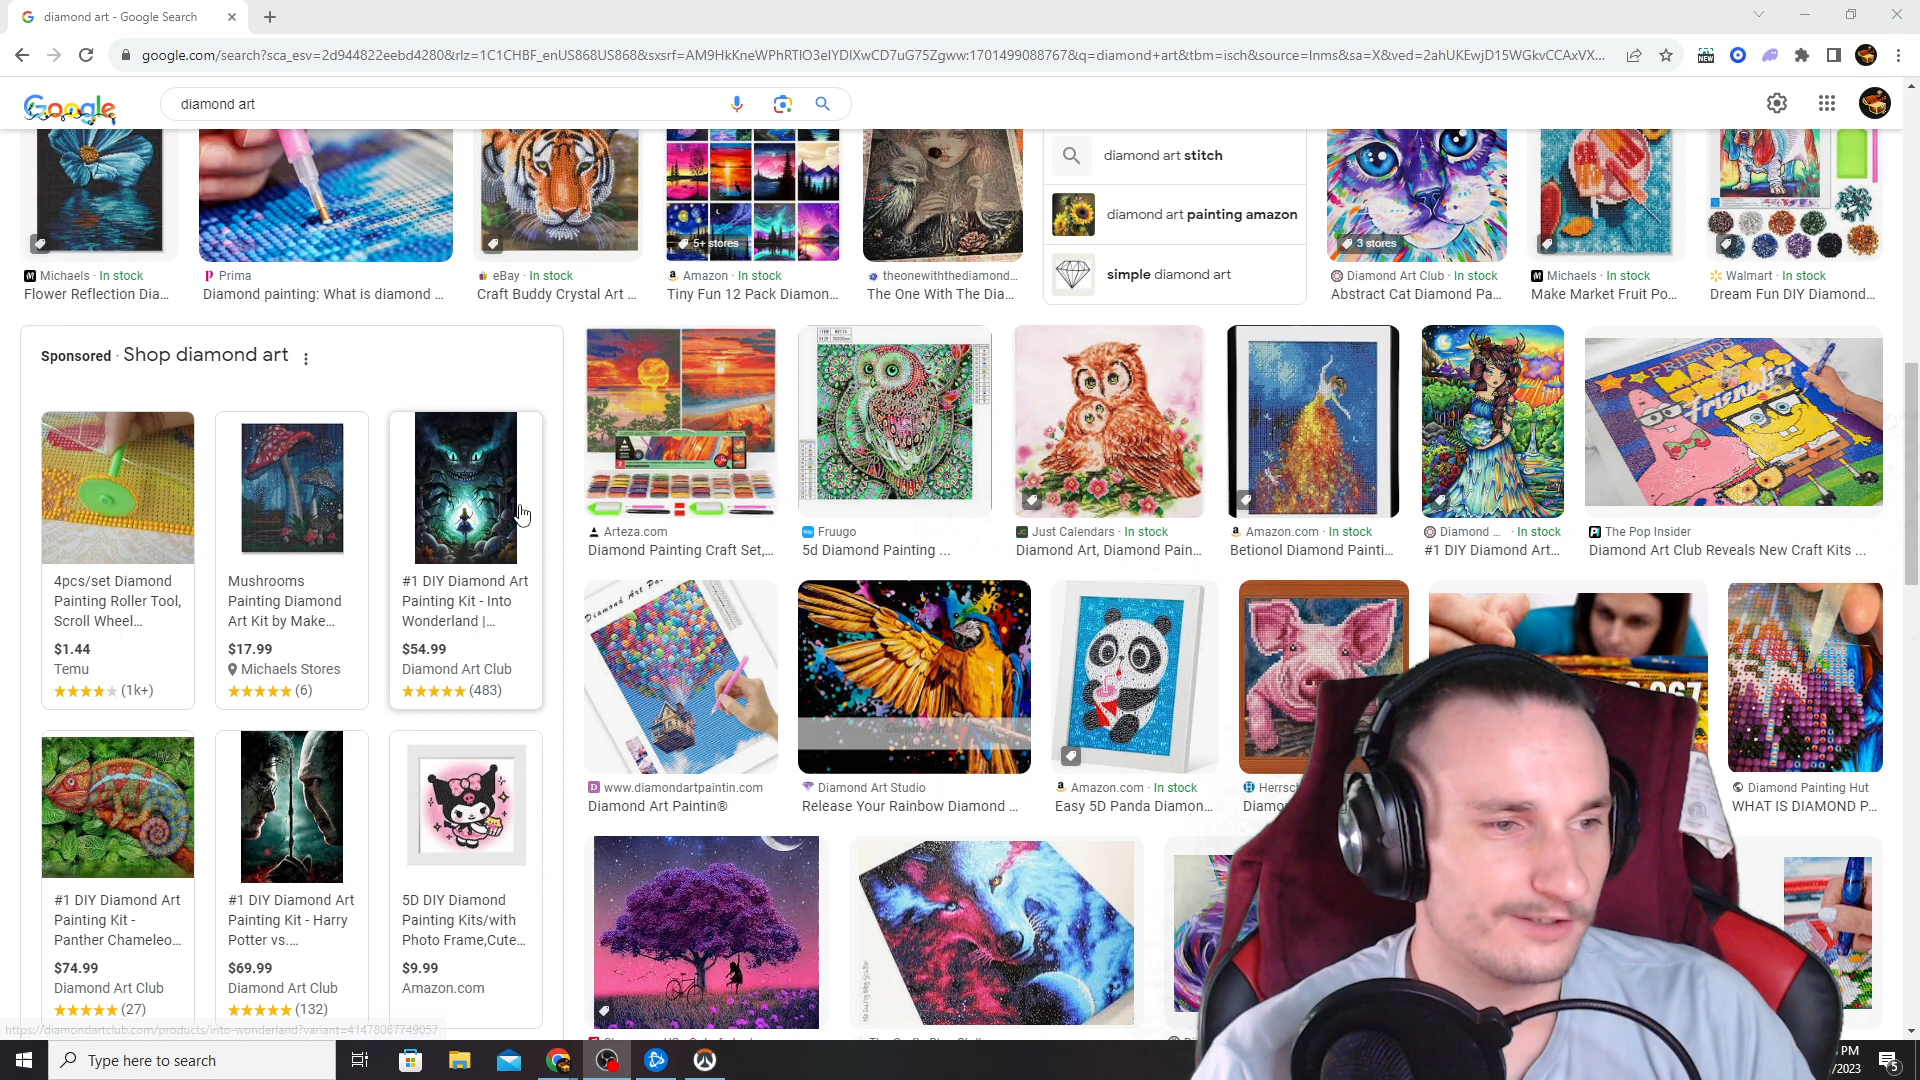 diamond art - Google Search
google.com/search?sca_esv=2d944822eebd4280&rlz=1C1CHBF_enUS868US868&sxsrf=AM9HkKneWPhRTIO3eIYDIXwCD7uG75Zgww:1701499088767&q=diamond+art&tbm=isch&source=lnms&sa=X&ved=2ahUKEwjD15WGkvCCAxVX...
NEW
Google
diamond art
diamond art stitch
diamond art painting amazon
simple diamond art
5+ stores
3 stores
Michaels · In stock
Flower Reflection Dia...
Prima
Diamond painting: What is diamond ...
eBay · In stock
Craft Buddy Crystal Art ...
Amazon · In stock
Tiny Fun 12 Pack Diamon...
theonewiththediamond...
The One With The Dia...
Diamond Art Club · In stock
Abstract Cat Diamond Pa...
Michaels · In stock
Make Market Fruit Po...
Walmart · In stock
Dream Fun DIY Diamond...
Sponsored · Shop diamond art
4pcs/set Diamond
Painting Roller Tool,
Scroll Wheel...
$1.44
Temu
(1k+)
Mushrooms
Painting Diamond
Art Kit by Make...
$17.99
Michaels Stores
(6)
#1 DIY Diamond Art
Painting Kit - Into
Wonderland |...
$54.99
Diamond Art Club
(483)
#1 DIY Diamond Art
Painting Kit -
Panther Chameleo...
$74.99
Diamond Art Club
(27)
#1 DIY Diamond Art
Painting Kit - Harry
Potter vs....
$69.99
Diamond Art Club
(132)
5D DIY Diamond
Painting Kits/with
Photo Frame,Cute...
$9.99
Amazon.com
Arteza.com
Diamond Painting Craft Set,...
Fruugo
5d Diamond Painting ...
Just Calendars · In stock
Diamond Art, Diamond Pain...
Amazon.com · In stock
Betionol Diamond Painti...
Diamond ... · In stock
#1 DIY Diamond Art...
FRIENDS
MAKE
The Pop Insider
Diamond Art Club Reveals New Craft Kits ...
Diamond Art
www.diamondartpaintin.com
Diamond Art Paintin®
Diamond Art Studio
Release Your Rainbow Diamond ...
Amazon.com · In stock
Easy 5D Panda Diamon...
Herrsc
Diamo
Diamond Painting Hut
WHAT IS DIAMOND P...
https://diamondartclub.com/products/into-wonderland?variant=41478067749057
Type here to search
PM
/2023
5